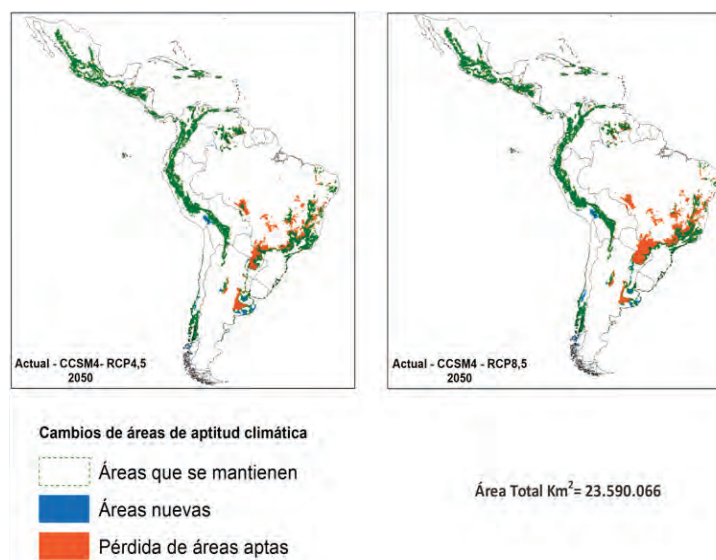 Actual - CCSM4- RCP4,5
2050
Actual - CCSM4 - RCP8,5
2050
Cambios de áreas de aptitud climática
Áreas que se mantienen
Áreas nuevas
Pérdida de áreas aptas
Área Total Km²= 23.590.066